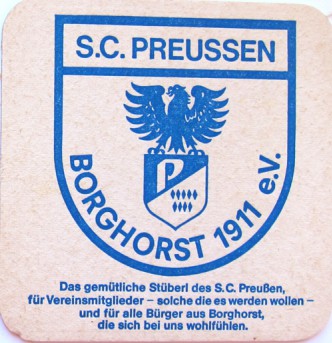 S.C. PREUSSEN
P
BORGHORST 1911 e.V.
Das gemütliche Stüberl des S.C. Preußen,
für Vereinsmitglieder – solche die es werden wollen –
und für alle Bürger aus Borghorst,
die sich bei uns wohlfühlen.